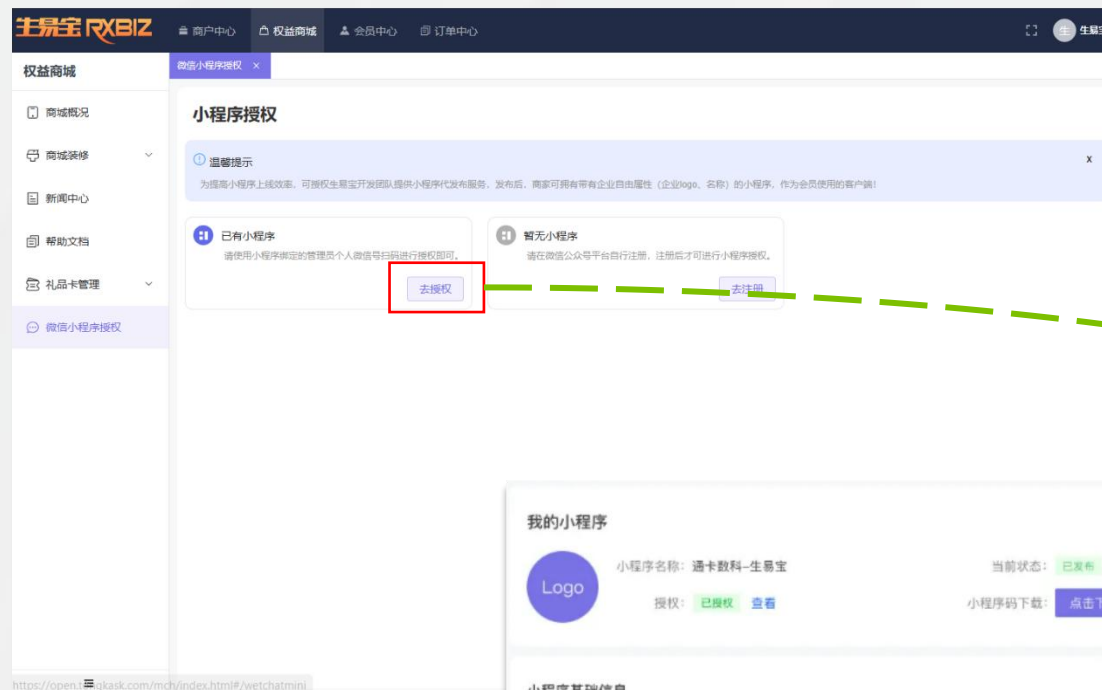 生易宝 RXBIZ
商户中心 权益商城 会员中心 订单中心
权益商城
微信小程序授权 ×
商城概况
商城装修
新闻中心
帮助文档
礼品卡管理
微信小程序授权
小程序授权
温馨提示 x
为提高小程序上线效率，可授权生易宝开发团队提供小程序代发布服务，发布后，商家可拥有带有企业自由属性（企业logo、名称）的小程序，作为会员使用的客户端！
已有小程序
请使用小程序绑定的管理员个人微信号扫码进行授权即可。
去授权
暂无小程序
请在微信公众号平台自行注册，注册后才可进行小程序授权。
去注册
我的小程序
Logo
小程序名称：通卡数科–生易宝
当前状态：已发布
授权：已授权 查看
小程序码下载：点击下
小程序基础信息